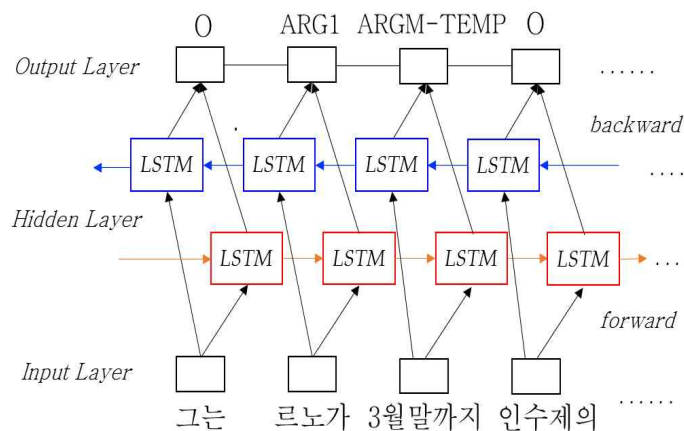 O ARG1 ARGM-TEMP O
Output Layer ......
backward
LSTM LSTM LSTM LSTM ....
Hidden Layer
LSTM LSTM LSTM LSTM ...
forward
Input Layer
......
그는 르노가 3월말까지 인수제의